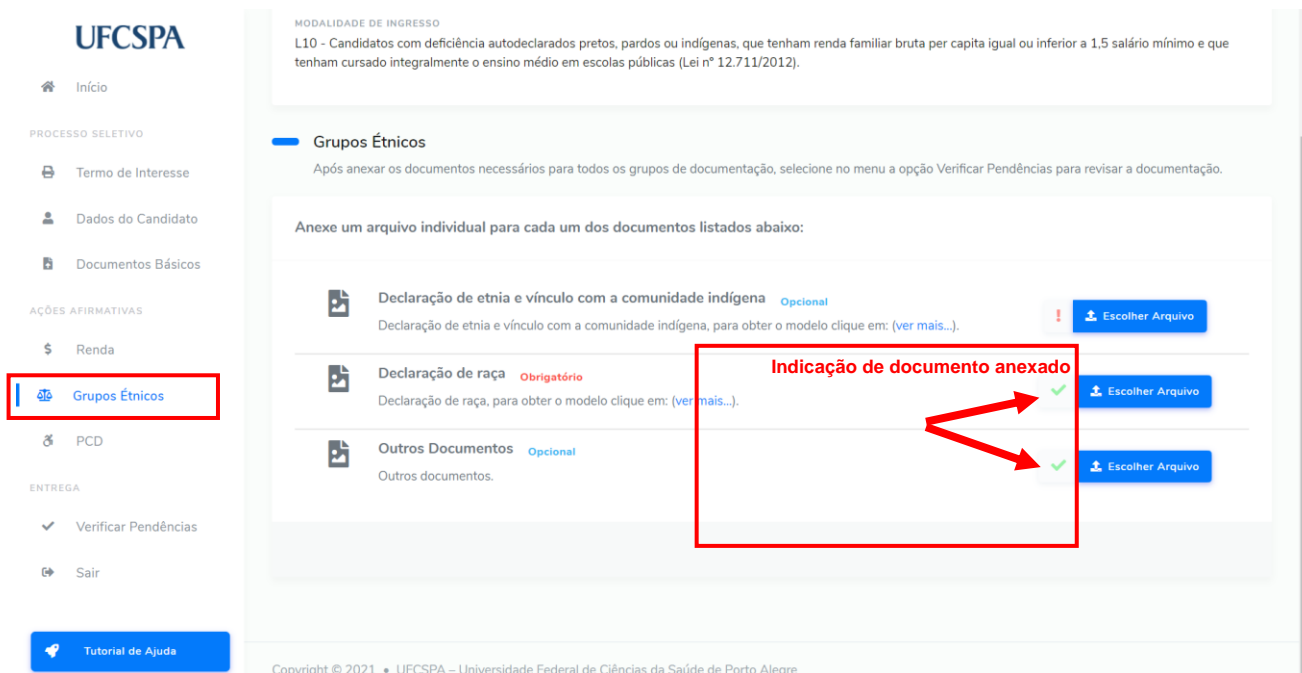 UFCSPA
Início
PROCESSO SELETIVO
Termo de Interesse
Dados do Candidato
Documentos Básicos
AÇÕES AFIRMATIVAS
$ Renda
Grupos Étnicos
PCD
ENTREGA
Verificar Pendências
Sair
Tutorial de Ajuda
MODALIDADE DE INGRESSO
L10 - Candidatos com deficiência autodeclarados pretos, pardos ou indígenas, que tenham renda familiar bruta per capita igual ou inferior a 1,5 salário mínimo e que
tenham cursado integralmente o ensino médio em escolas públicas (Lei nº 12.711/2012).
Grupos Étnicos
Após anexar os documentos necessários para todos os grupos de documentação, selecione no menu a opção Verificar Pendências para revisar a documentação.
Anexe um arquivo individual para cada um dos documentos listados abaixo:
Declaração de etnia e vínculo com a comunidade indígena Opcional
Declaração de etnia e vínculo com a comunidade indígena, para obter o modelo clique em: (ver mais...).
! Escolher Arquivo
Indicação de documento anexado
Declaração de raça Obrigatório
Declaração de raça, para obter o modelo clique em: (ver mais...).
Escolher Arquivo
Outros Documentos Opcional
Outros documentos.
Escolher Arquivo
Copyright © 2021 • UFCSPA – Universidade Federal de Ciências da Saúde de Porto Alegre